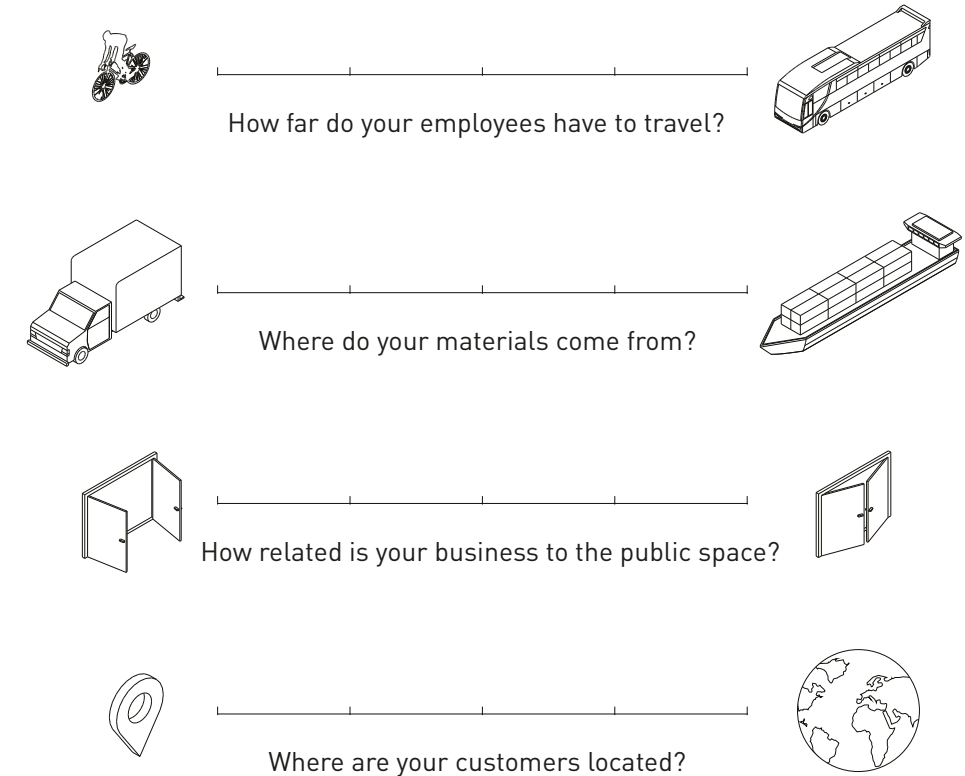 How far do your employees have to travel?
Where do your materials come from?
How related is your business to the public space?
Where are your customers located?